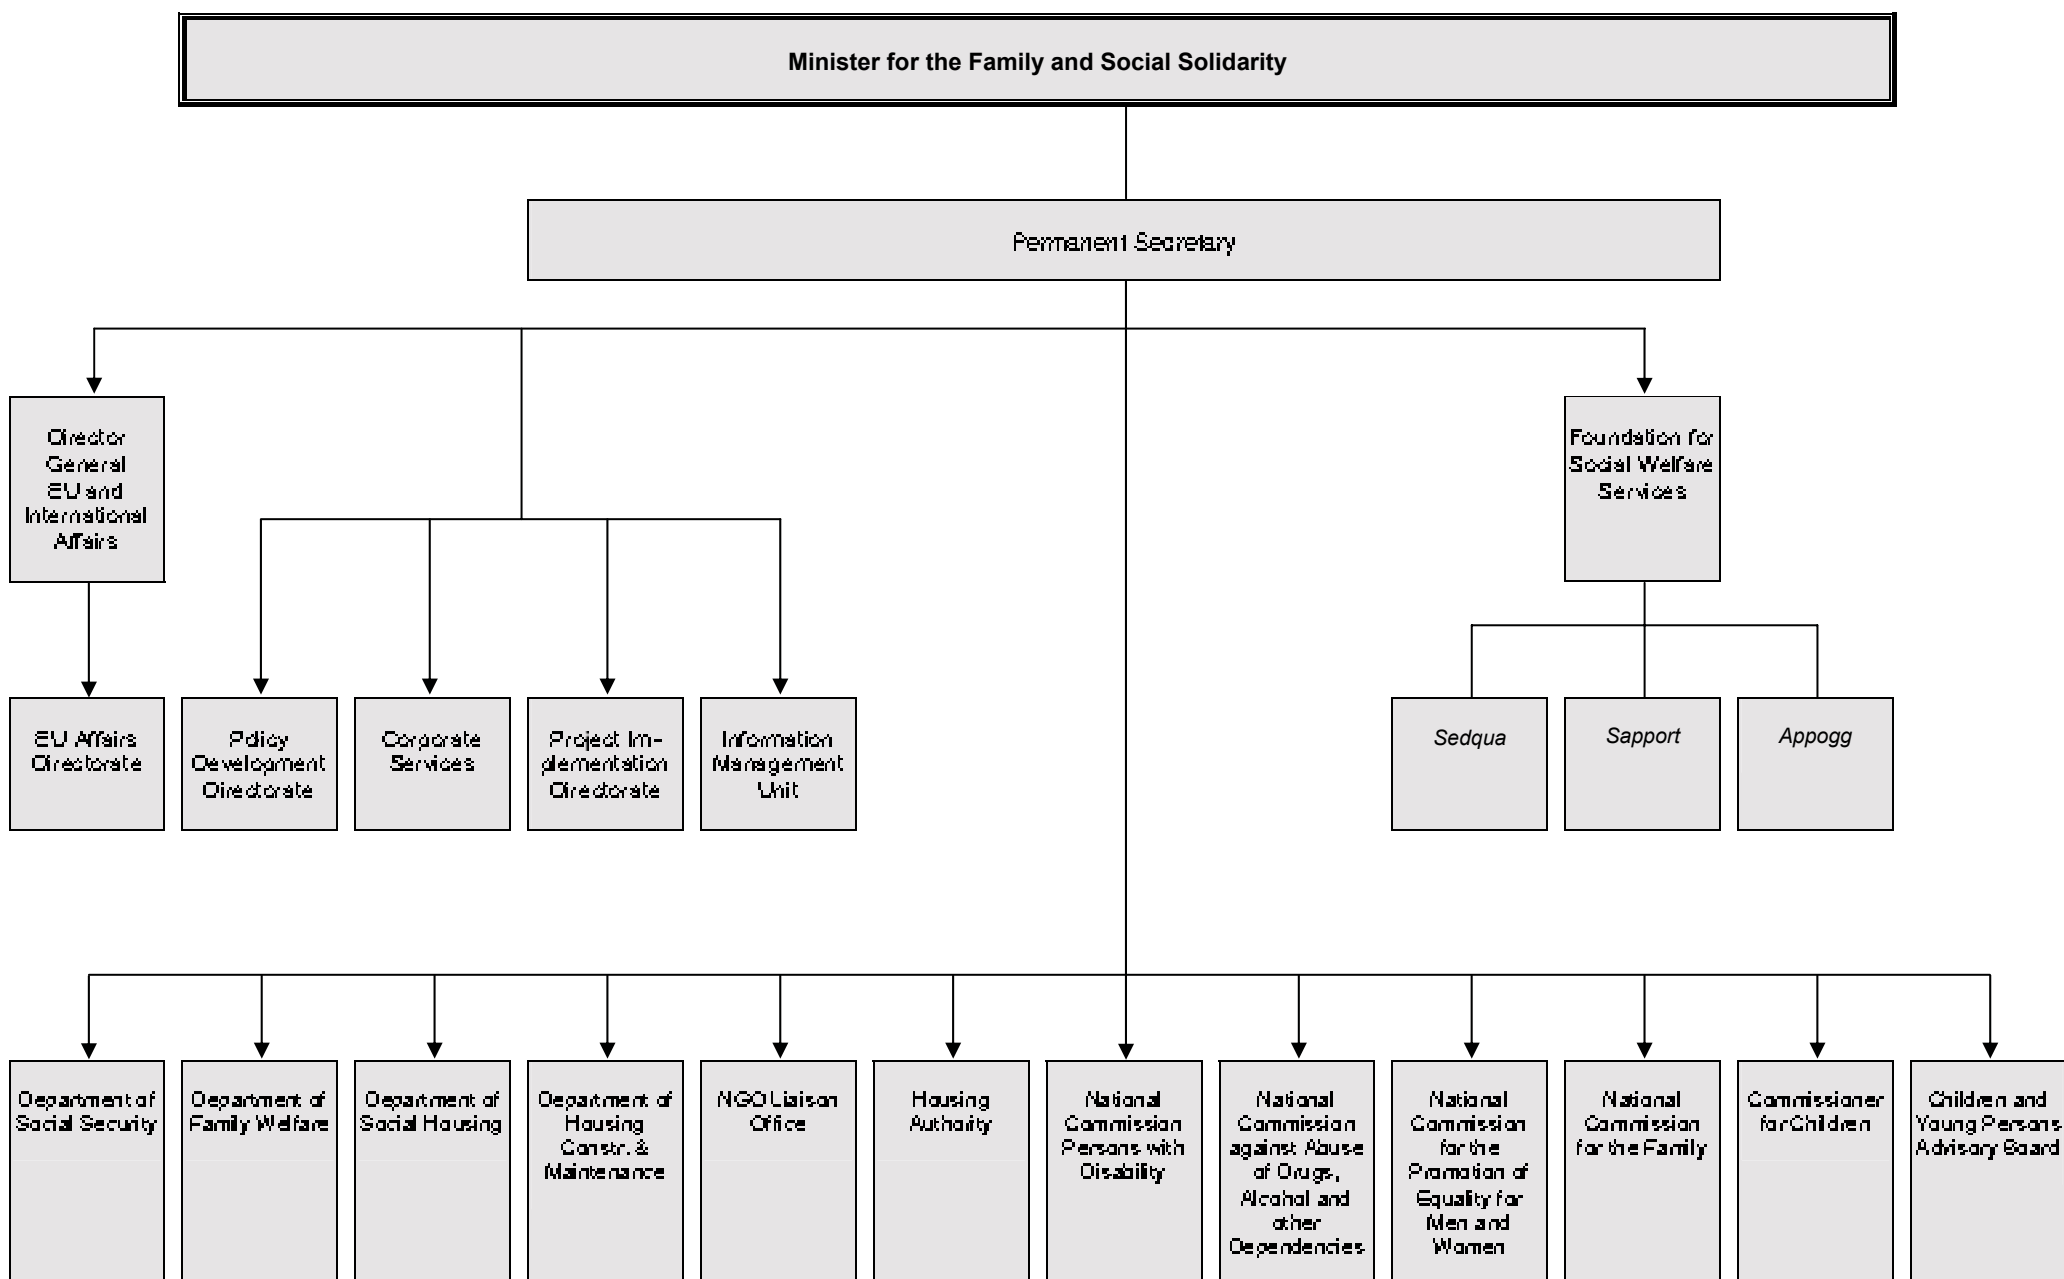 Minister for the Family and Social Solidarity
Permanent Secretary
Director
General
EU and
International
Affairs
Foundation for
Social Welfare
Services
EU Affairs
Directorate
Policy
Development
Directorate
Corporate
Services
Project Im-
plementation
Directorate
Information
Management
Unit
Sedqua
Sapport
Appogg
Department of
Social Security
Department of
Family Welfare
Department of
Social Housing
Department of
Housing
Constr. &
Maintenance
NGO Liaison
Office
Housing
Authority
National
Commission
Persons with
Disability
National
Commission
against Abuse
of Drugs,
Alcohol and
other
Dependencies
National
Commission
for the
Promotion of
Equality for
Men and
Women
National
Commission
for the Family
Commissioner
for Children
Children and
Young Persons
Advisory Board